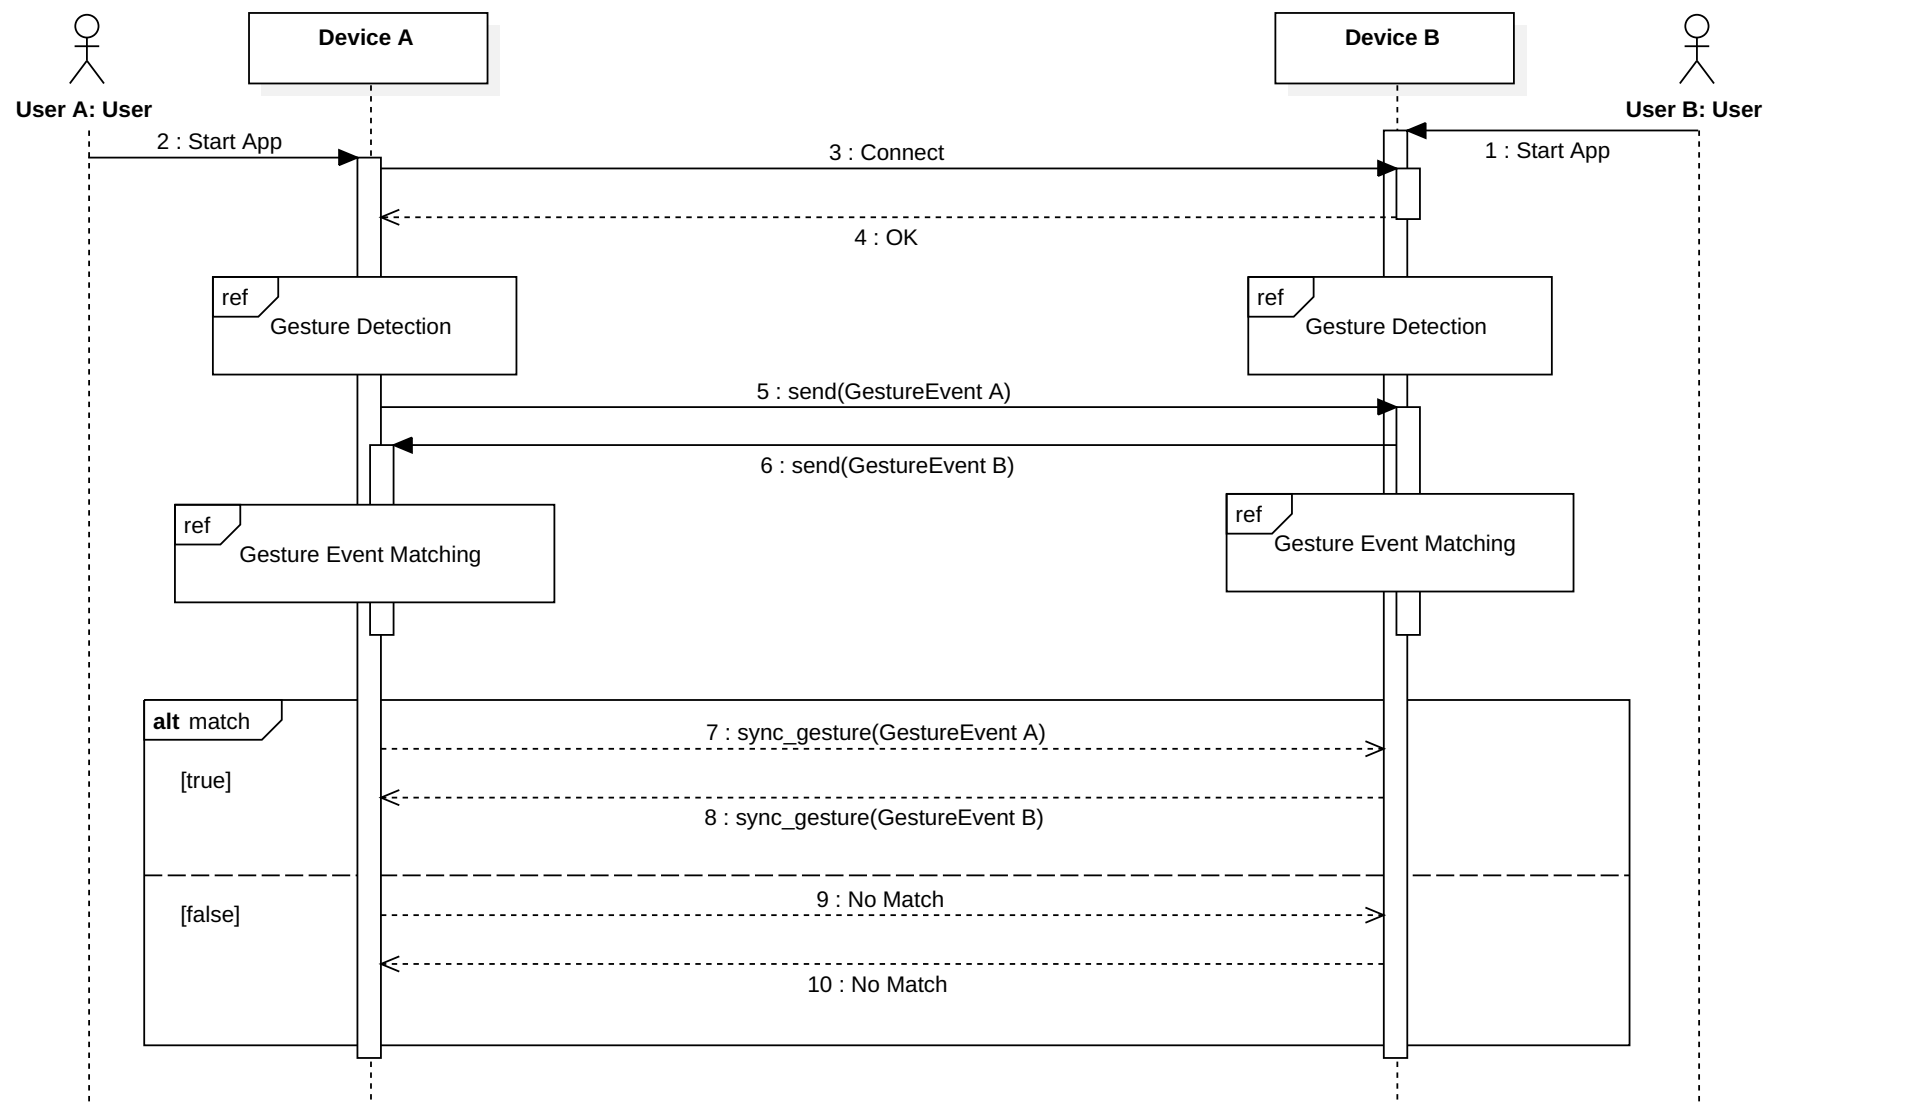 Device A
Device B
User A: User
User B: User
2 : Start App
1 : Start App
3 : Connect
4 : OK
ref
Gesture Detection
ref
Gesture Detection
5 : send(GestureEvent A)
6 : send(GestureEvent B)
ref
Gesture Event Matching
ref
Gesture Event Matching
alt match
7 : sync_gesture(GestureEvent A)
[true]
8 : sync_gesture(GestureEvent B)
9 : No Match
[false]
10 : No Match